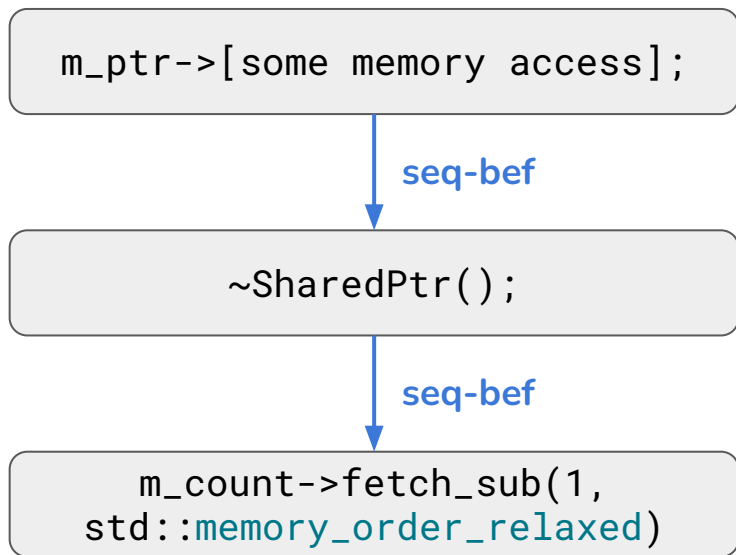 m_ptr->[some memory access];
seq-bef
~SharedPtr();
seq-bef
m_count->fetch_sub(1,
std::memory_order_relaxed)